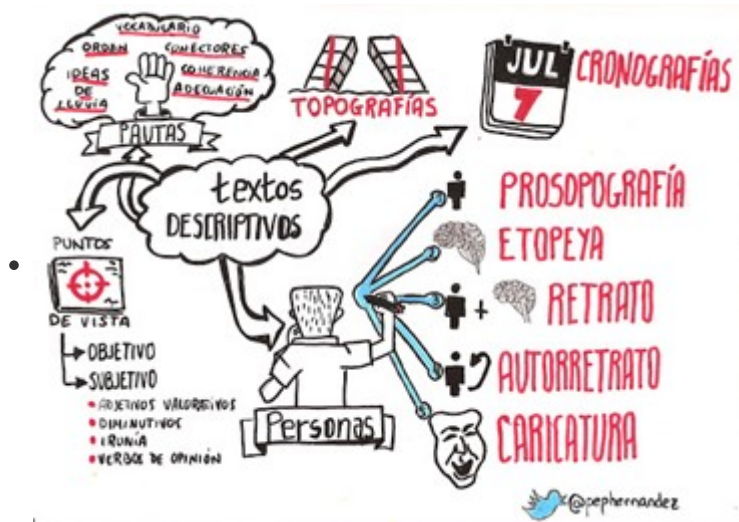 VOCABULARIO
ORDEN CONECTORES
IDEAS COHERENCIA
DE ADECUACIÓN
LLUVIA
PAUTAS
TOPOGRAFÍAS
JUL
7
CRONOGRAFÍAS
textos
DESCRIPTIVOS
PUNTOS
DE VISTA
OBJETIVO
SUBJETIVO
ADJETIVOS VALORATIVOS
DIMINUTIVOS
IRONÍA
VERBOS DE OPINIÓN
Personas
PROSOPOGRAFÍA
ETOPEYA
+ RETRATO
AUTORRETRATO
CARICATURA
@pephernandez